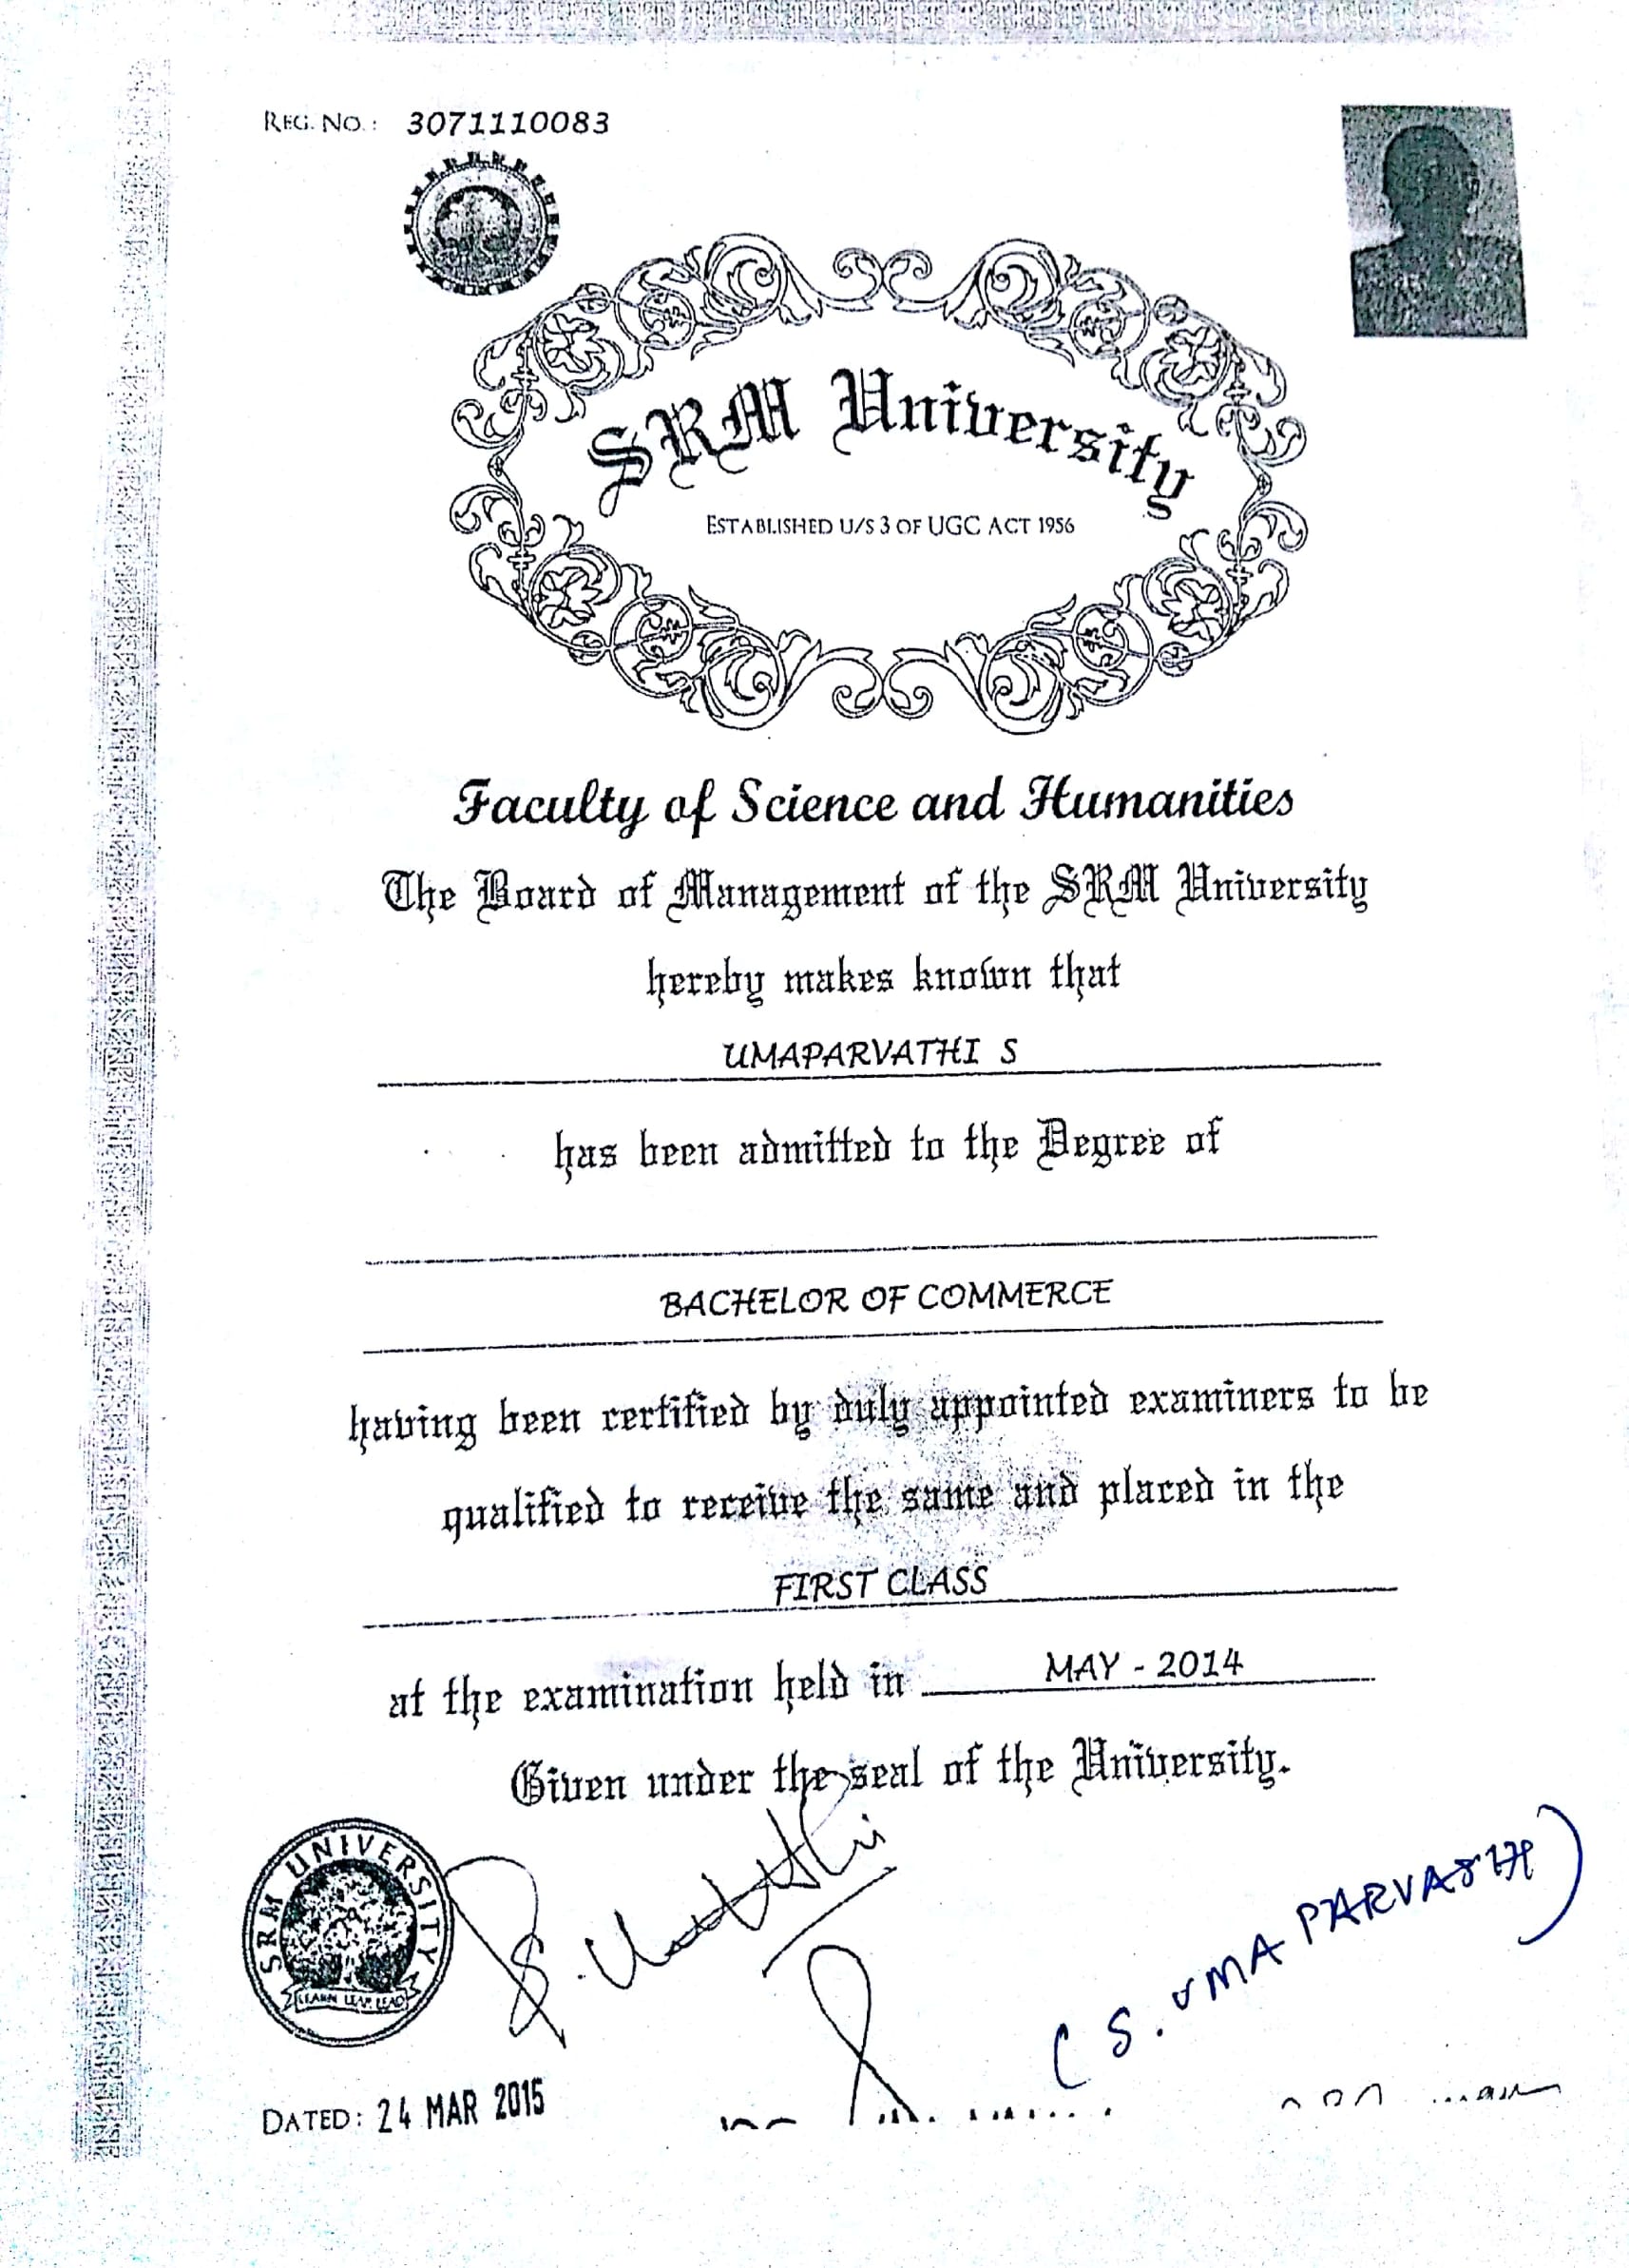 REG. NO.: 3071110083
SRM University
ESTABLISHED U/S 3 OF UGC ACT 1956
Faculty of Science and Humanities
The Board of Management of the SRM University
hereby makes known that
UMAPARVATHI S
has been admitted to the Degree of
BACHELOR OF COMMERCE
having been certified by duly appointed examiners to be
qualified to receive the same and placed in the
FIRST CLASS
at the examination held in MAY - 2014
Given under the seal of the University.
SRM UNIVERSITY
LEARN LEAP LEAD
(S. UMA PARVATHI)
DATED: 24 MAR 2015